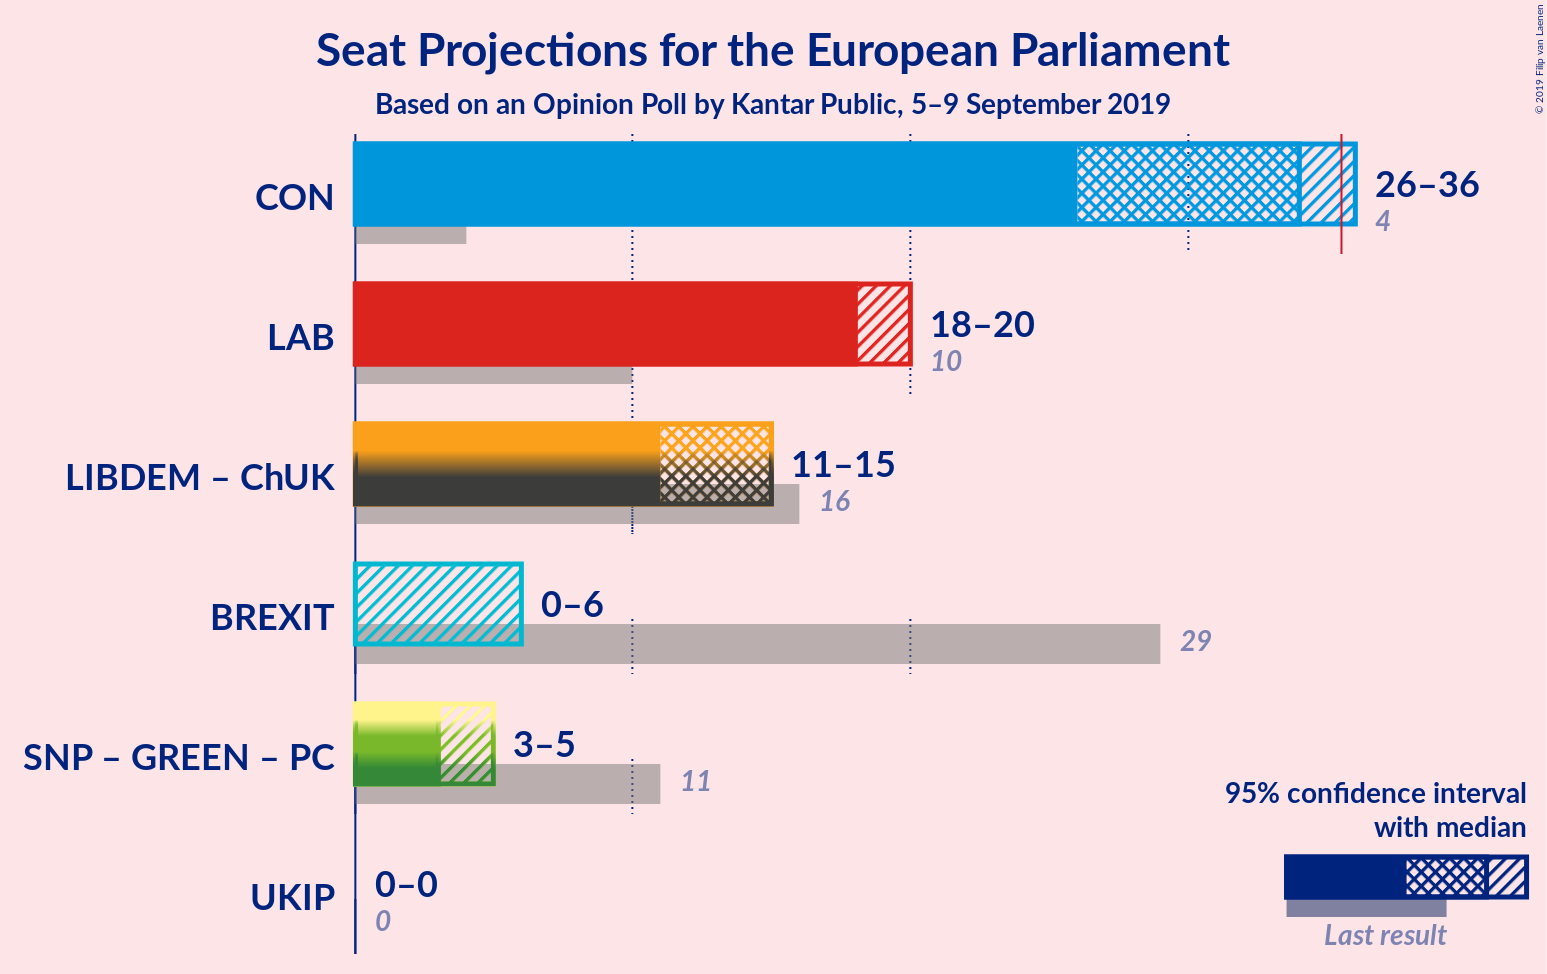 Seat Projections for the European Parliament
Based on an Opinion Poll by Kantar Public, 5–9 September 2019
© 2019 Filip van Laenen
CON
26–36
4
LAB
18–20
10
LIBDEM – ChUK
11–15
16
BREXIT
0–6
29
SNP – GREEN – PC
3–5
11
UKIP
0–0
0
95% confidence interval
with median
Last result